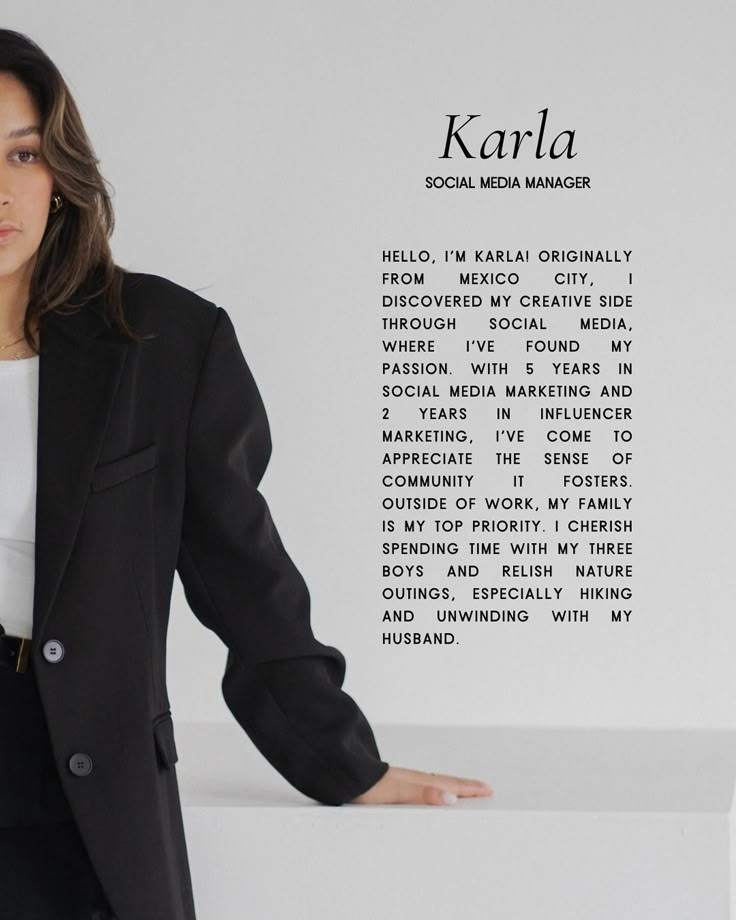 Karla
SOCIAL MEDIA MANAGER
HELLO, I'M KARLA! ORIGINALLY
FROM MEXICO CITY, I
DISCOVERED MY CREATIVE SIDE
THROUGH SOCIAL MEDIA,
WHERE I'VE FOUND MY
PASSION. WITH 5 YEARS IN
SOCIAL MEDIA MARKETING AND
2 YEARS IN INFLUENCER
MARKETING, I'VE COME TO
APPRECIATE THE SENSE OF
COMMUNITY IT FOSTERS.
OUTSIDE OF WORK, MY FAMILY
IS MY TOP PRIORITY. I CHERISH
SPENDING TIME WITH MY THREE
BOYS AND RELISH NATURE
OUTINGS, ESPECIALLY HIKING
AND UNWINDING WITH MY
HUSBAND.